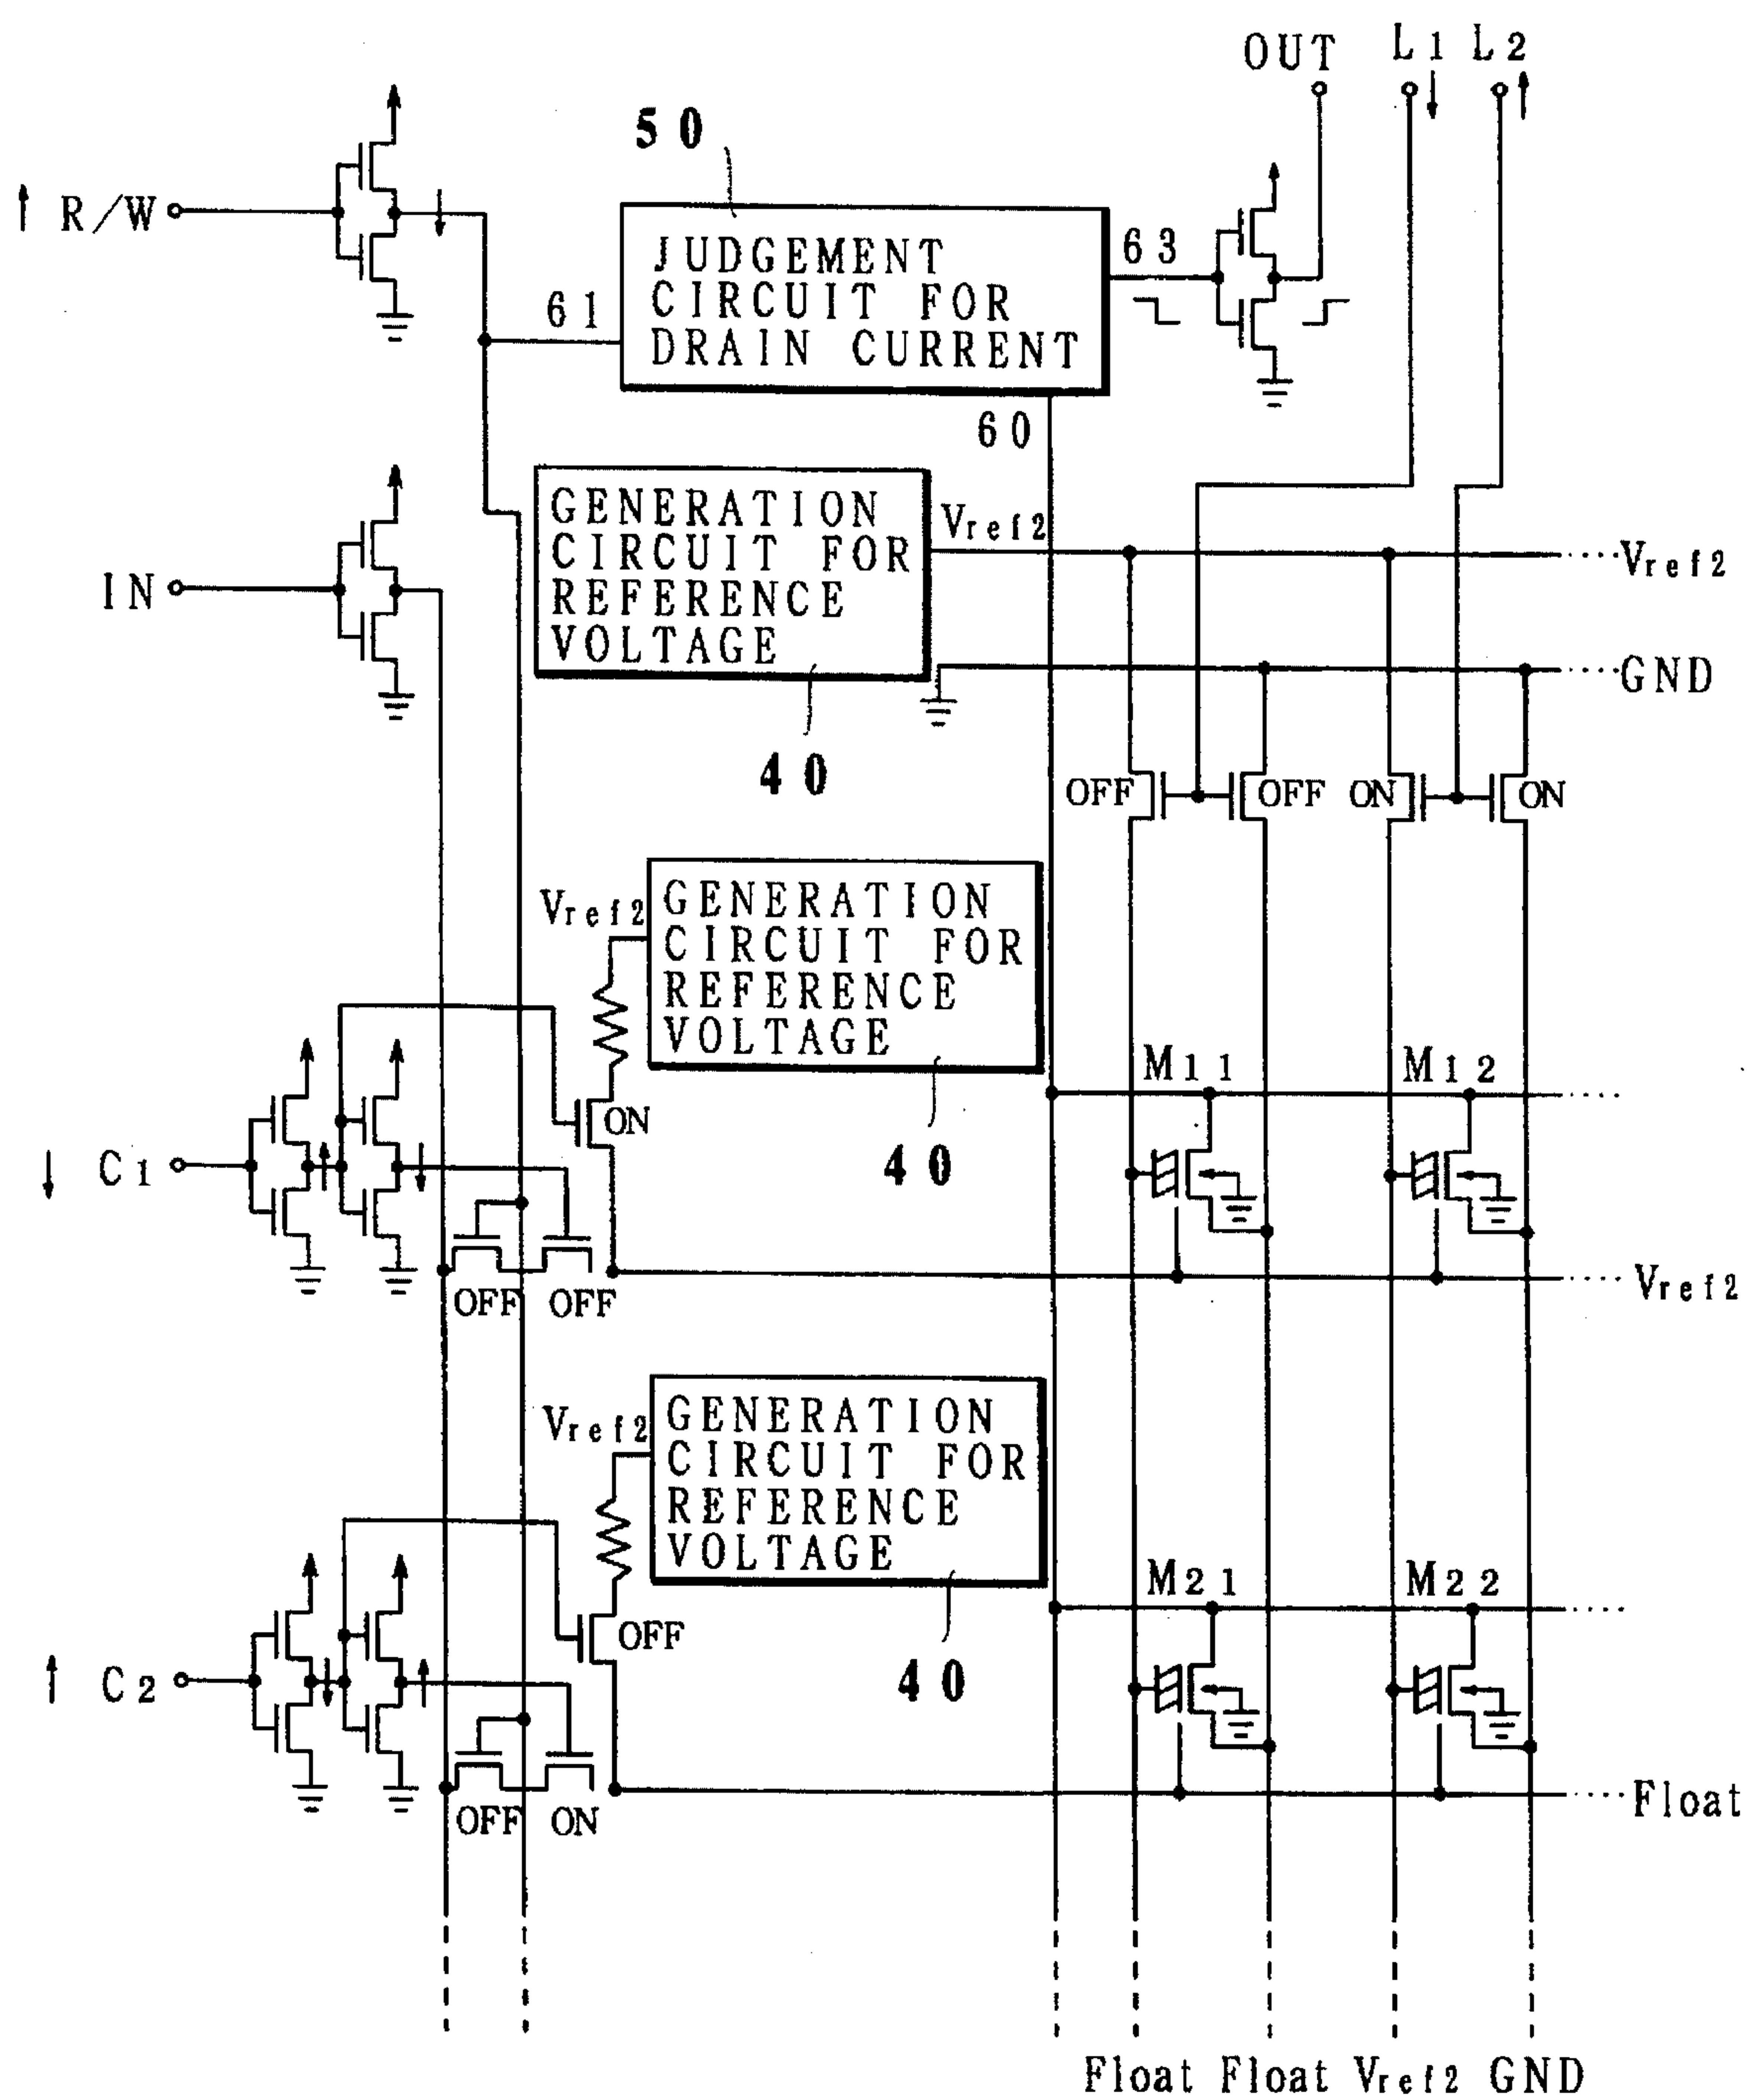 OUT L1 L2
50
R/W
JUDGEMENT
CIRCUIT FOR
DRAIN CURRENT
61
63
60
IN
GENERATION
CIRCUIT FOR
REFERENCE
VOLTAGE
Vref2
Vref2
GND
40
OFF OFF ON ON
Vref2
GENERATION
CIRCUIT FOR
REFERENCE
VOLTAGE
40
ON
M11 M12
C1
OFF OFF
Vref2
Vref2
GENERATION
CIRCUIT FOR
REFERENCE
VOLTAGE
40
OFF
M21 M22
C2
OFF ON
Float
Float Float Vref2 GND